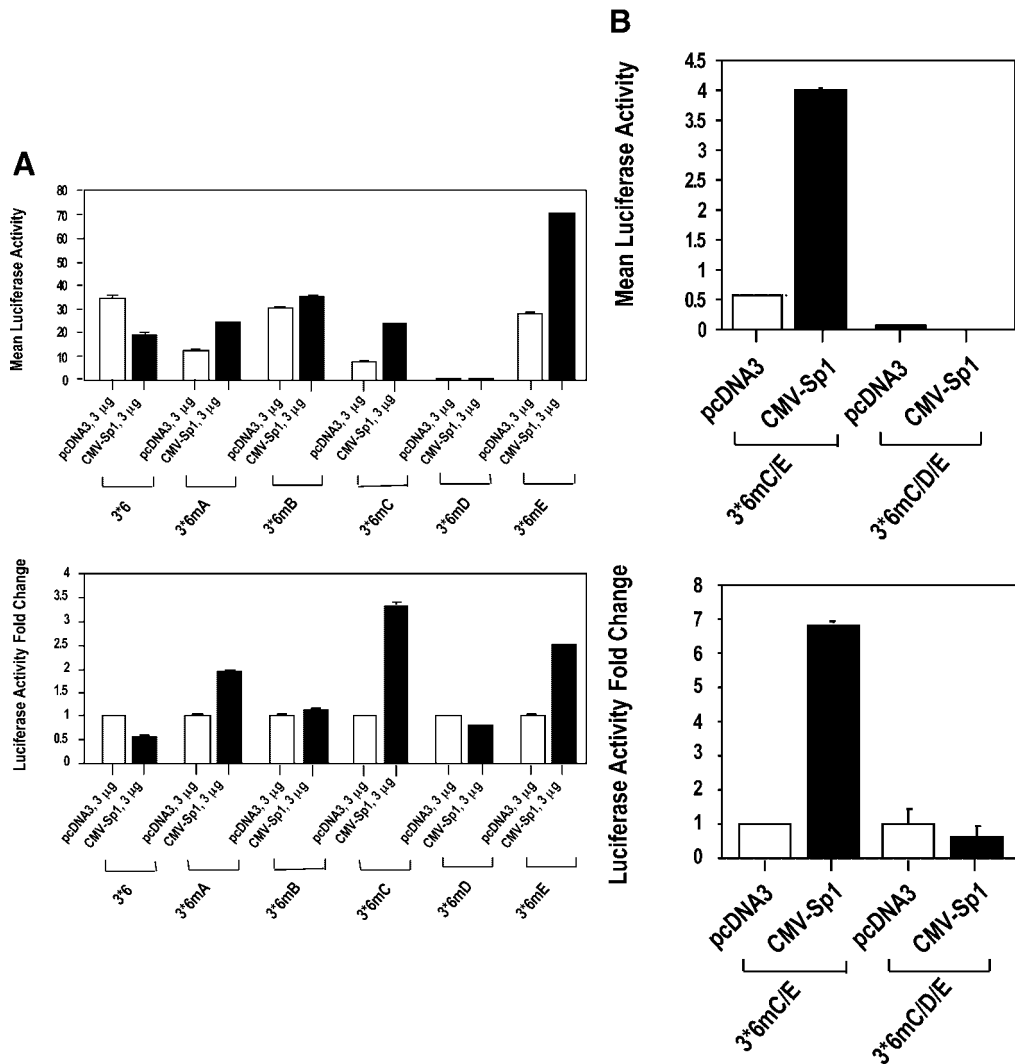 A
Mean Luciferase Activity
80
70
60
50
40
30
20
10
0
pcDNA3, 3 µg
CMV-Sp1, 3 µg
pcDNA3, 3 µg
CMV-Sp1, 3 µg
pcDNA3, 3 µg
CMV-Sp1, 3 µg
pcDNA3, 3 µg
CMV-Sp1, 3 µg
pcDNA3, 3 µg
CMV-Sp1, 3 µg
pcDNA3, 3 µg
CMV-Sp1, 3 µg
3*6
3*6mA
3*6mB
3*6mC
3*6mD
3*6mE
Luciferase Activity Fold Change
4
3.5
3
2.5
2
1.5
1
0.5
0
pcDNA3, 3 µg
CMV-Sp1, 3 µg
pcDNA3, 3 µg
CMV-Sp1, 3 µg
pcDNA3, 3 µg
CMV-Sp1, 3 µg
pcDNA3, 3 µg
CMV-Sp1, 3 µg
pcDNA3, 3 µg
CMV-Sp1, 3 µg
pcDNA3, 3 µg
CMV-Sp1, 3 µg
3*6
3*6mA
3*6mB
3*6mC
3*6mD
3*6mE
B
Mean Luciferase Activity
4.5
4
3.5
3
2.5
2
1.5
1
0.5
0
pcDNA3
CMV-Sp1
pcDNA3
CMV-Sp1
3*6mC/E
3*6mC/D/E
Luciferase Activity Fold Change
8
7
6
5
4
3
2
1
0
pcDNA3
CMV-Sp1
pcDNA3
CMV-Sp1
3*6mC/E
3*6mC/D/E